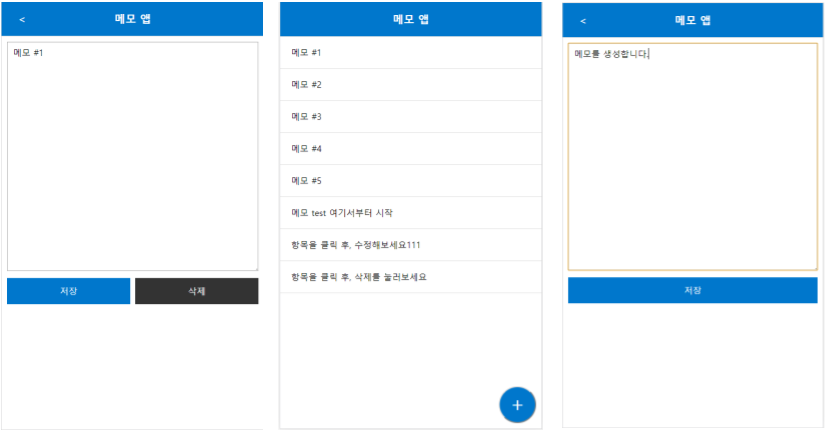 < 메모 앱
메모 #1
저장 삭제
메모 앱
메모 #1
메모 #2
메모 #3
메모 #4
메모 #5
메모 test 여기서부터 시작
항목을 클릭 후, 수정해보세요111
항목을 클릭 후, 삭제를 눌러보세요
+
< 메모 앱
메모를 생성합니다.
저장